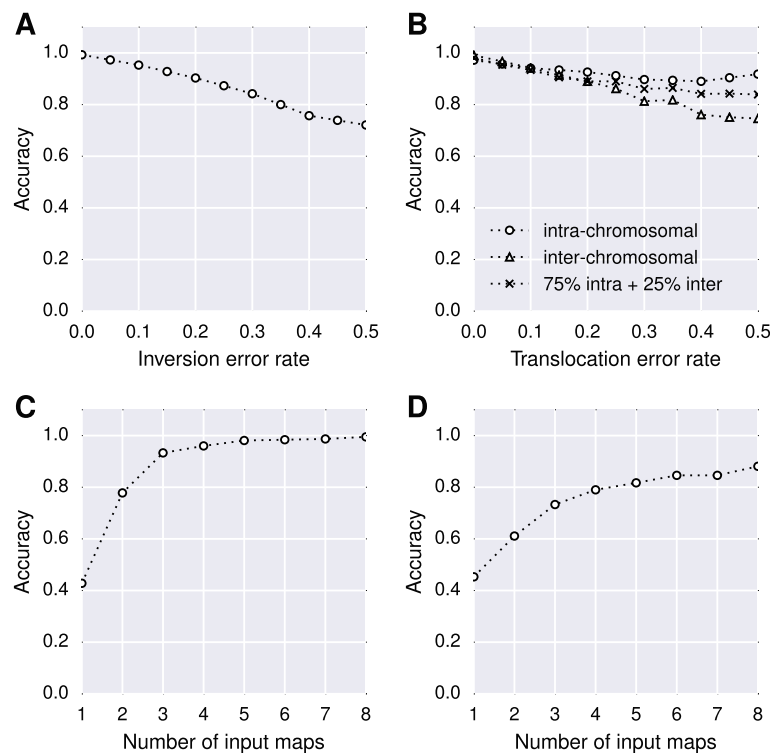 A
Accuracy
1.0
0.8
0.6
0.4
0.2
0.0
0.0 0.1 0.2 0.3 0.4 0.5
Inversion error rate
B
Accuracy
1.0
0.8
0.6
0.4
0.2
0.0
intra-chromosomal
inter-chromosomal
75% intra + 25% inter
0.0 0.1 0.2 0.3 0.4 0.5
Translocation error rate
C
Accuracy
1.0
0.8
0.6
0.4
0.2
0.0
1 2 3 4 5 6 7 8
Number of input maps
D
Accuracy
1.0
0.8
0.6
0.4
0.2
0.0
1 2 3 4 5 6 7 8
Number of input maps